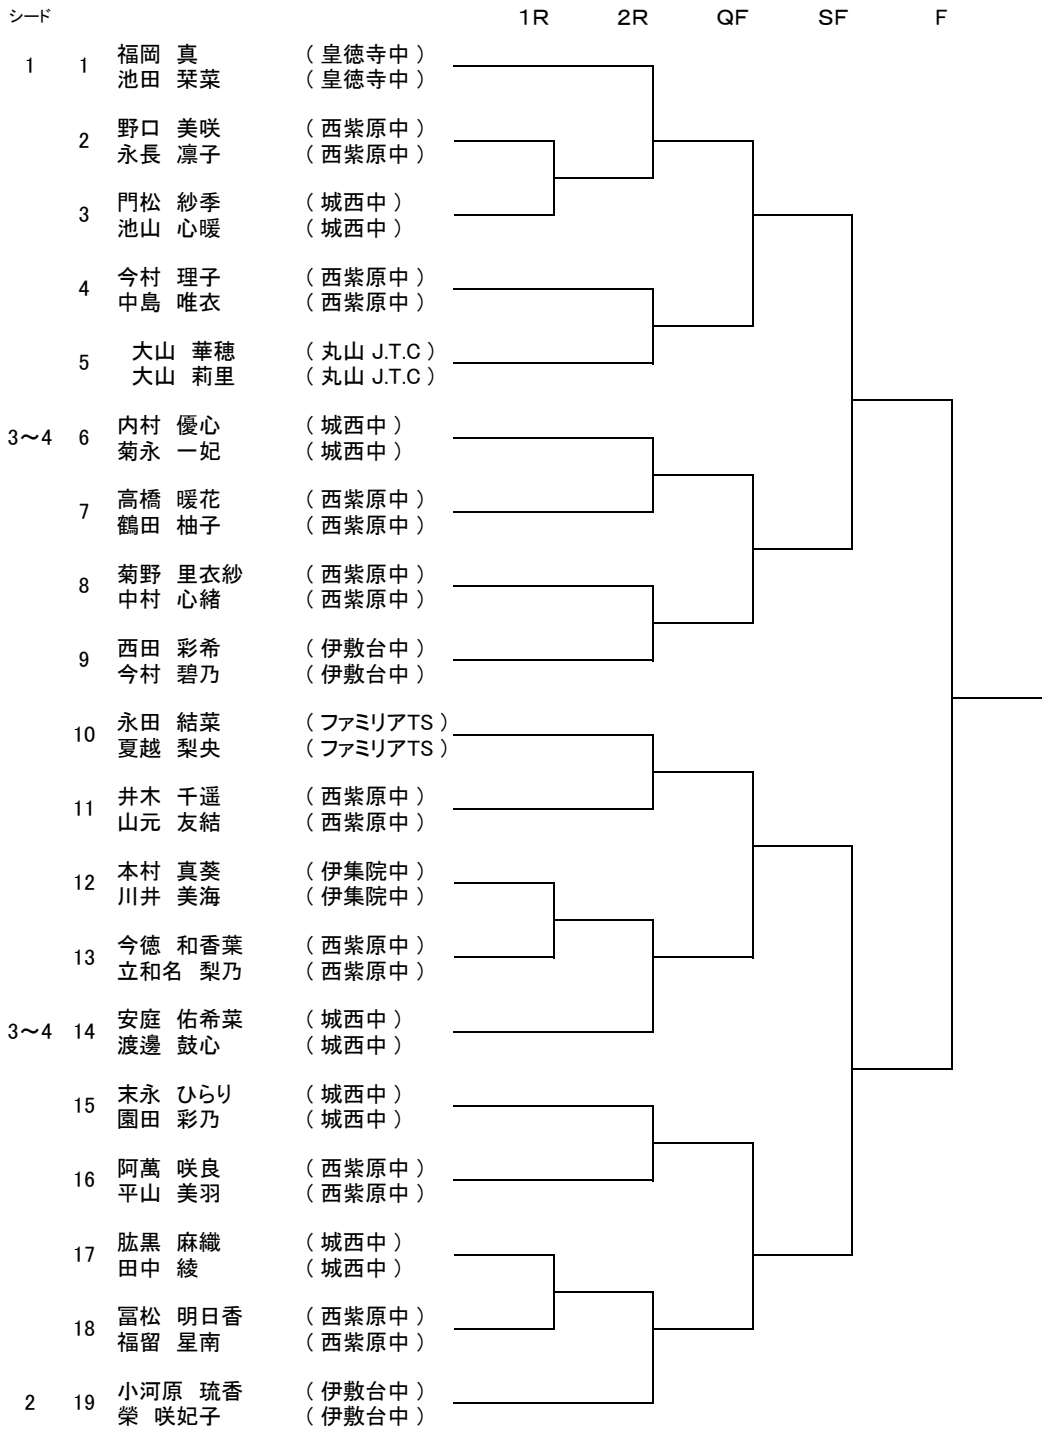 シード 1R 2R QF SF F
福岡 真 ( 皇徳寺中 )
1 1
池田 栞菜 ( 皇徳寺中 )
野口 美咲 ( 西紫原中 )
2
永長 凛子 ( 西紫原中 )
門松 紗季 ( 城西中 )
3
池山 心暖 ( 城西中 )
今村 理子 ( 西紫原中 )
4
中島 唯衣 ( 西紫原中 )
大山 華穂 ( 丸山 J.T.C )
5
大山 莉里 ( 丸山 J.T.C )
内村 優心 ( 城西中 )
3～4 6
菊永 一妃 ( 城西中 )
高橋 暖花 ( 西紫原中 )
7
鶴田 柚子 ( 西紫原中 )
菊野 里衣紗 ( 西紫原中 )
8
中村 心緒 ( 西紫原中 )
西田 彩希 ( 伊敷台中 )
9
今村 碧乃 ( 伊敷台中 )
永田 結菜 ( ファミリアTS )
10
夏越 梨央 ( ファミリアTS )
井木 千遥 ( 西紫原中 )
11
山元 友結 ( 西紫原中 )
本村 真葵 ( 伊集院中 )
12
川井 美海 ( 伊集院中 )
今徳 和香葉 ( 西紫原中 )
13
立和名 梨乃 ( 西紫原中 )
安庭 佑希菜 ( 城西中 )
3～4 14
渡邊 鼓心 ( 城西中 )
末永 ひらり ( 城西中 )
15
園田 彩乃 ( 城西中 )
阿萬 咲良 ( 西紫原中 )
16
平山 美羽 ( 西紫原中 )
肱黒 麻織 ( 城西中 )
17
田中 綾 ( 城西中 )
冨松 明日香 ( 西紫原中 )
18
福留 星南 ( 西紫原中 )
小河原 琉香 ( 伊敷台中 )
2 19
榮 咲妃子 ( 伊敷台中 )